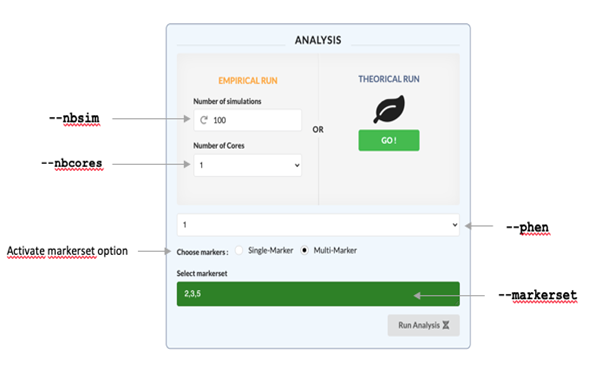 ANALYSIS
EMPIRICAL RUN
THEORICAL RUN
Number of simulations
--nbsim
100
OR
GO !
Number of Cores
--nbcores
1
1
--phen
Activate markerset option
Choose markers :
Single-Marker
Multi-Marker
Select markerset
2,3,5
--markerset
Run Analysis